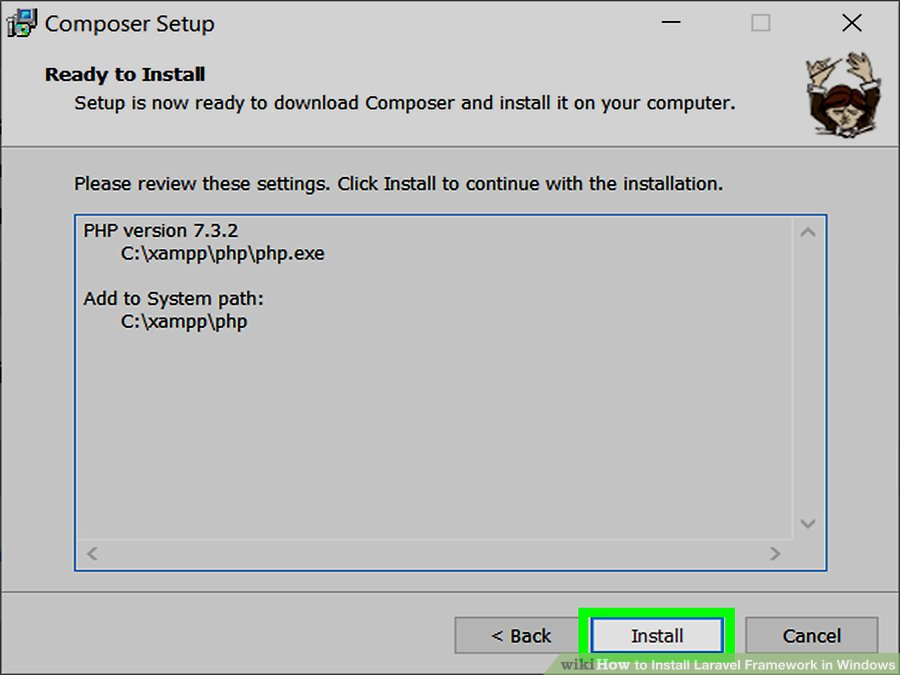 Composer Setup
Ready to Install
Setup is now ready to download Composer and install it on your computer.
Please review these settings. Click Install to continue with the installation.
PHP version 7.3.2
C:\xampp\php\php.exe
Add to System path:
C:\xampp\php
< Back
Install
Cancel
wikiHow to Install Laravel Framework in Windows